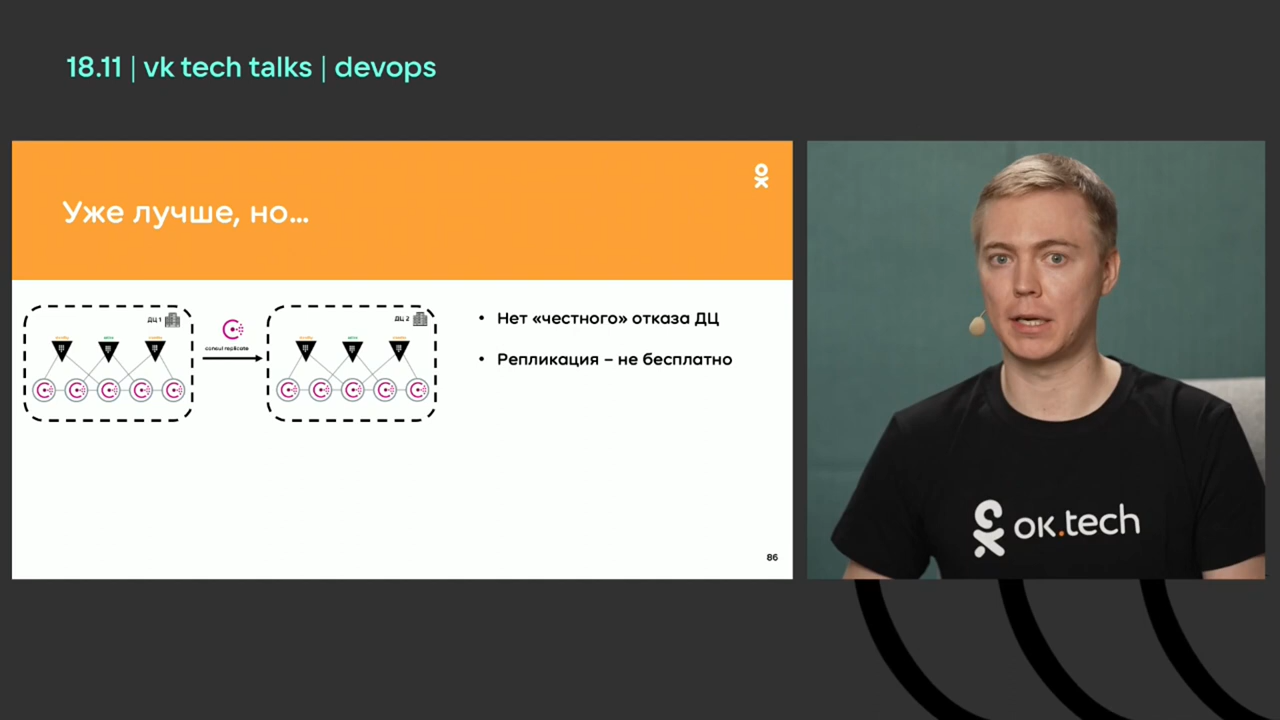 18.11 | vk tech talks | devops
Уже лучше, но...
ДЦ 1
consul replicate
ДЦ 2
• Нет «честного» отказа ДЦ
• Репликация – не бесплатно
86
ok.tech